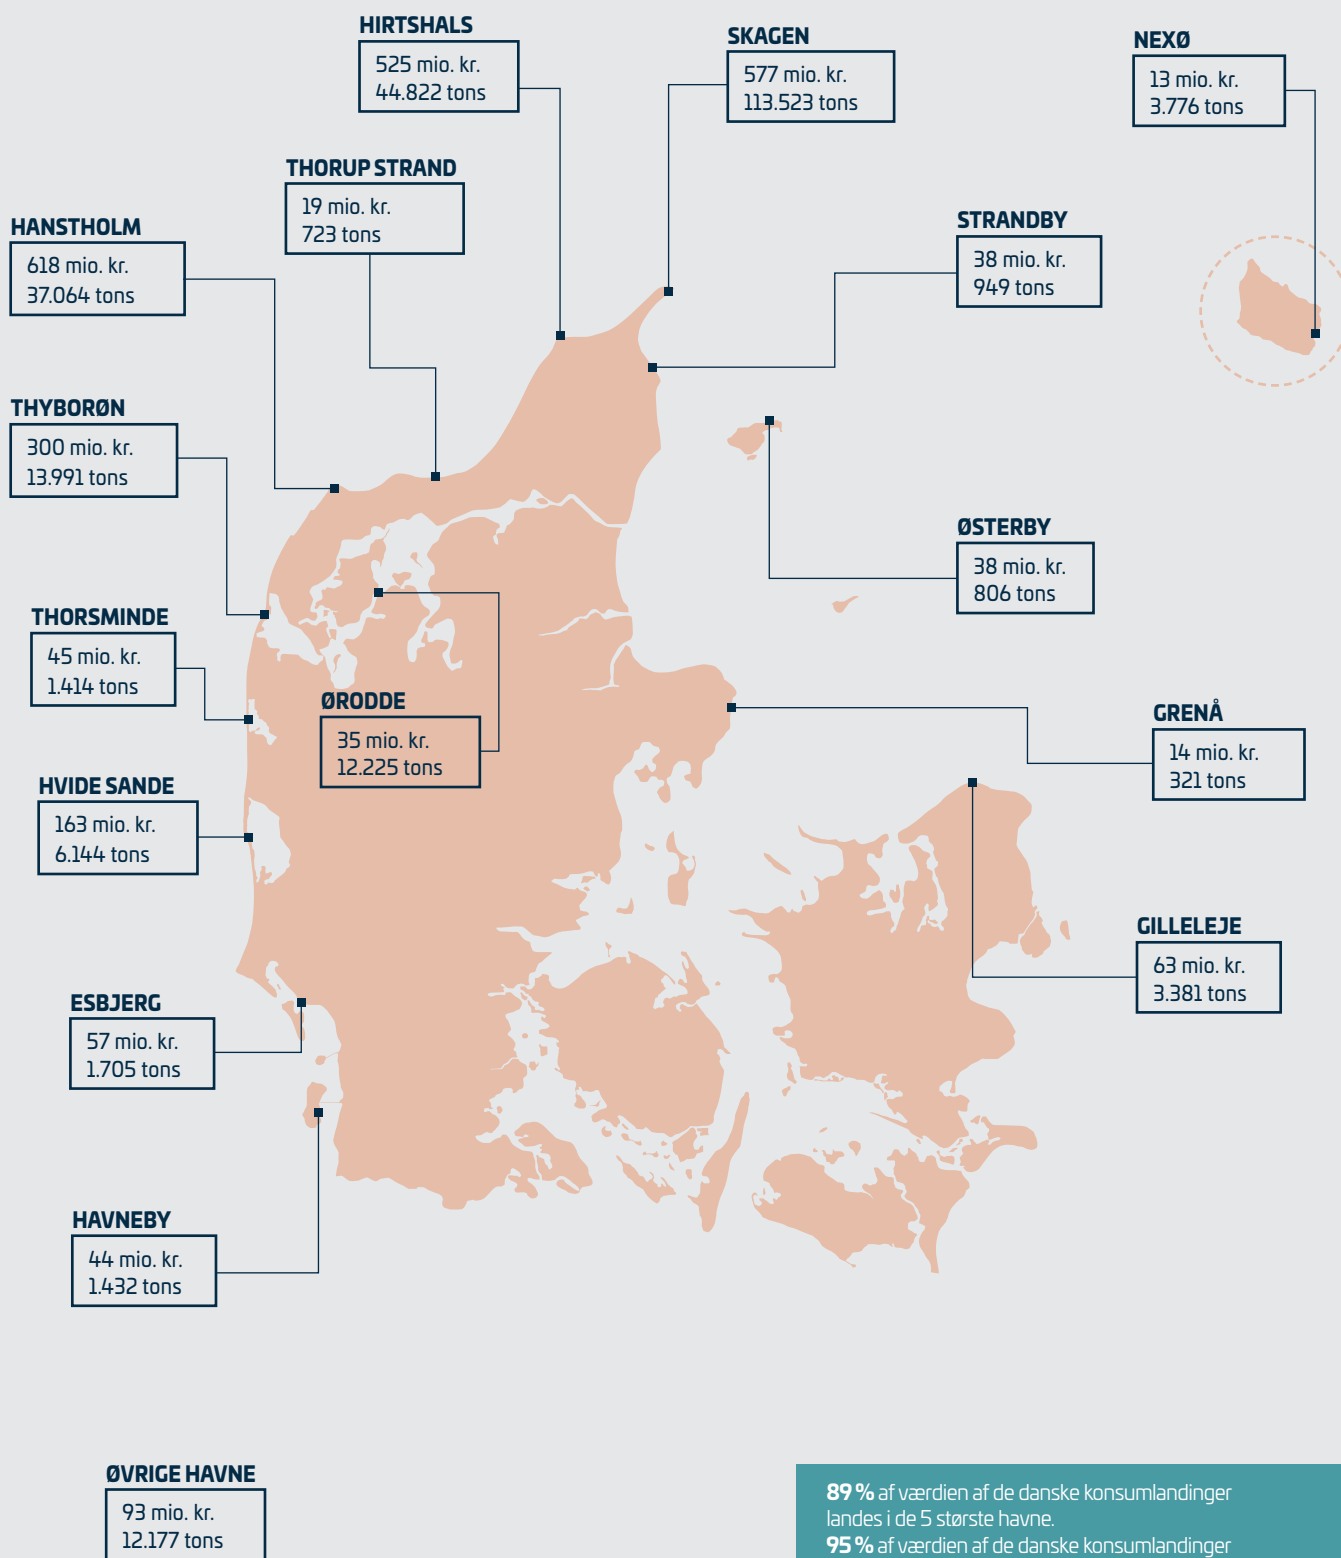 HIRTSHALS
525 mio. kr.
44.822 tons
SKAGEN
577 mio. kr.
113.523 tons
NEXØ
13 mio. kr.
3.776 tons
THORUP STRAND
19 mio. kr.
723 tons
HANSTHOLM
618 mio. kr.
37.064 tons
STRANDBY
38 mio. kr.
949 tons
THYBORØN
300 mio. kr.
13.991 tons
ØSTERBY
38 mio. kr.
806 tons
THORSMINDE
45 mio. kr.
1.414 tons
ØRODDE
35 mio. kr.
12.225 tons
GRENÅ
14 mio. kr.
321 tons
HVIDE SANDE
163 mio. kr.
6.144 tons
GILLELEJE
63 mio. kr.
3.381 tons
ESBJERG
57 mio. kr.
1.705 tons
HAVNEBY
44 mio. kr.
1.432 tons
ØVRIGE HAVNE
93 mio. kr.
12.177 tons
89 % af værdien af de danske konsumlandinger
landes i de 5 største havne.
95 % af værdien af de danske konsumlandinger